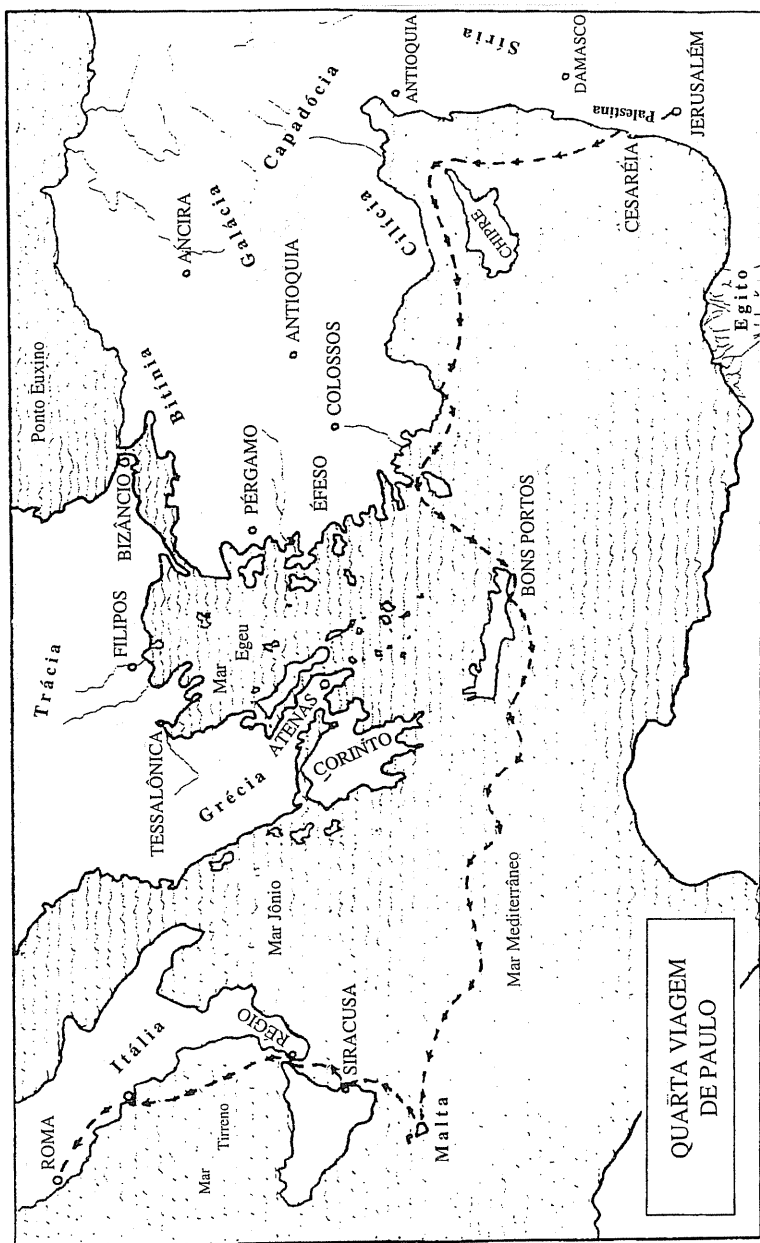 ROMA
Itália
Mar
Tirreno
RÉGIO
SIRACUSA
Malta
Mar Jônio
Mar Mediterrâneo
QUARTA VIAGEM
DE PAULO
Trácia
FILIPOS
TESSALÔNICA
Grécia
ATENAS
CORINTO
Mar
Egeu
BIZÂNCIO
Ponto Euxino
Bitínia
PÉRGAMO
ÉFESO
COLOSSOS
ANTIOQUIA
ANCIRA
Galácia
Capadócia
Cilícia
CHIPRE
BONS PORTOS
ANTIOQUIA
Síria
DAMASCO
Palestina
JERUSALÉM
CESARÉIA
Egito